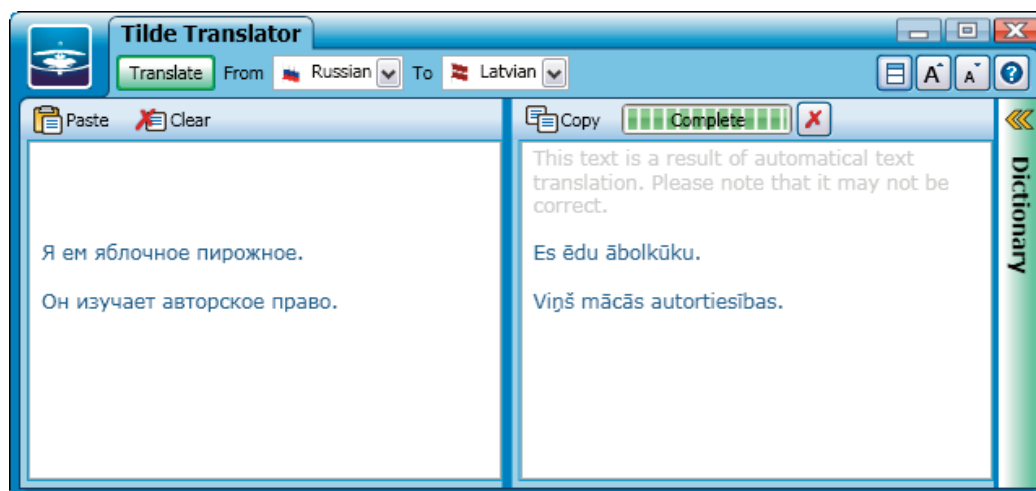 Tilde Translator
Translate From Russian To Latvian
Paste Clear
Copy Complete
This text is a result of automatical text
translation. Please note that it may not be
correct.
Я ем яблочное пирожное.
Он изучает авторское право.
Es ēdu ābolkūku.
Viņš mācās autortiesības.
Dictionary